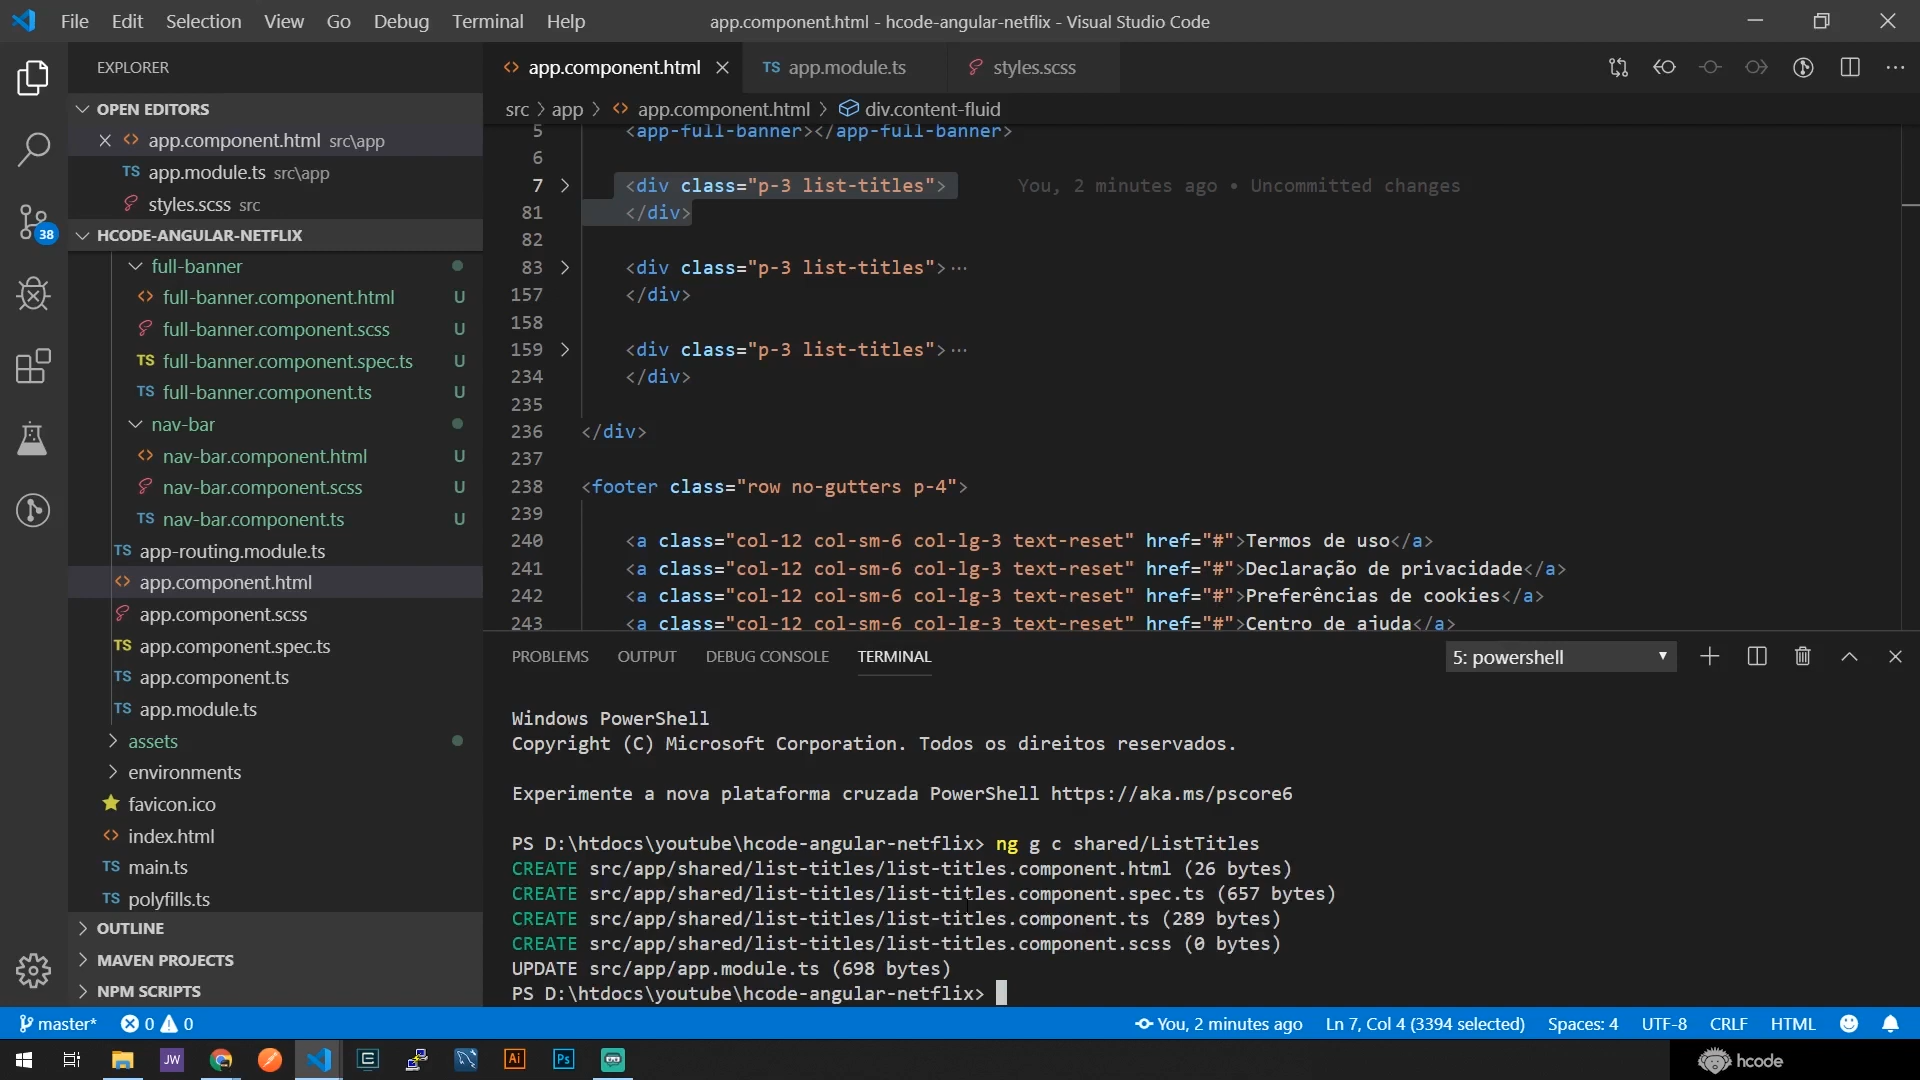 File Edit Selection View Go Debug Terminal Help
app.component.html - hcode-angular-netflix - Visual Studio Code
EXPLORER
OPEN EDITORS
app.component.html src\app
TS app.module.ts src\app
styles.scss src
HCODE-ANGULAR-NETFLIX
full-banner
full-banner.component.html U
full-banner.component.scss U
TS full-banner.component.spec.ts U
TS full-banner.component.ts U
nav-bar
nav-bar.component.html U
nav-bar.component.scss U
TS nav-bar.component.ts U
TS app-routing.module.ts
app.component.html
app.component.scss
TS app.component.spec.ts
TS app.component.ts
TS app.module.ts
assets
environments
favicon.ico
index.html
TS main.ts
TS polyfills.ts
OUTLINE
MAVEN PROJECTS
NPM SCRIPTS
38
app.component.html TS app.module.ts styles.scss
src > app > app.component.html > div.content-fluid
5 <app-full-banner></app-full-banner>
6
7 <div class="p-3 list-titles"> You, 2 minutes ago • Uncommitted changes
81 </div>
82
83 <div class="p-3 list-titles">···
157 </div>
158
159 <div class="p-3 list-titles">···
234 </div>
235
236 </div>
237
238 <footer class="row no-gutters p-4">
239
240 <a class="col-12 col-sm-6 col-lg-3 text-reset" href="#">Termos de uso</a>
241 <a class="col-12 col-sm-6 col-lg-3 text-reset" href="#">Declaração de privacidade</a>
242 <a class="col-12 col-sm-6 col-lg-3 text-reset" href="#">Preferências de cookies</a>
243 <a class="col-12 col-sm-6 col-lg-3 text-reset" href="#">Centro de ajuda</a>
PROBLEMS OUTPUT DEBUG CONSOLE TERMINAL 5: powershell
Windows PowerShell
Copyright (C) Microsoft Corporation. Todos os direitos reservados.
Experimente a nova plataforma cruzada PowerShell https://aka.ms/pscore6
PS D:\htdocs\youtube\hcode-angular-netflix> ng g c shared/ListTitles
CREATE src/app/shared/list-titles/list-titles.component.html (26 bytes)
CREATE src/app/shared/list-titles/list-titles.component.spec.ts (657 bytes)
CREATE src/app/shared/list-titles/list-titles.component.ts (289 bytes)
CREATE src/app/shared/list-titles/list-titles.component.scss (0 bytes)
UPDATE src/app/app.module.ts (698 bytes)
PS D:\htdocs\youtube\hcode-angular-netflix>
master* 0 0 You, 2 minutes ago Ln 7, Col 4 (3394 selected) Spaces: 4 UTF-8 CRLF HTML
JW Ai Ps hcode